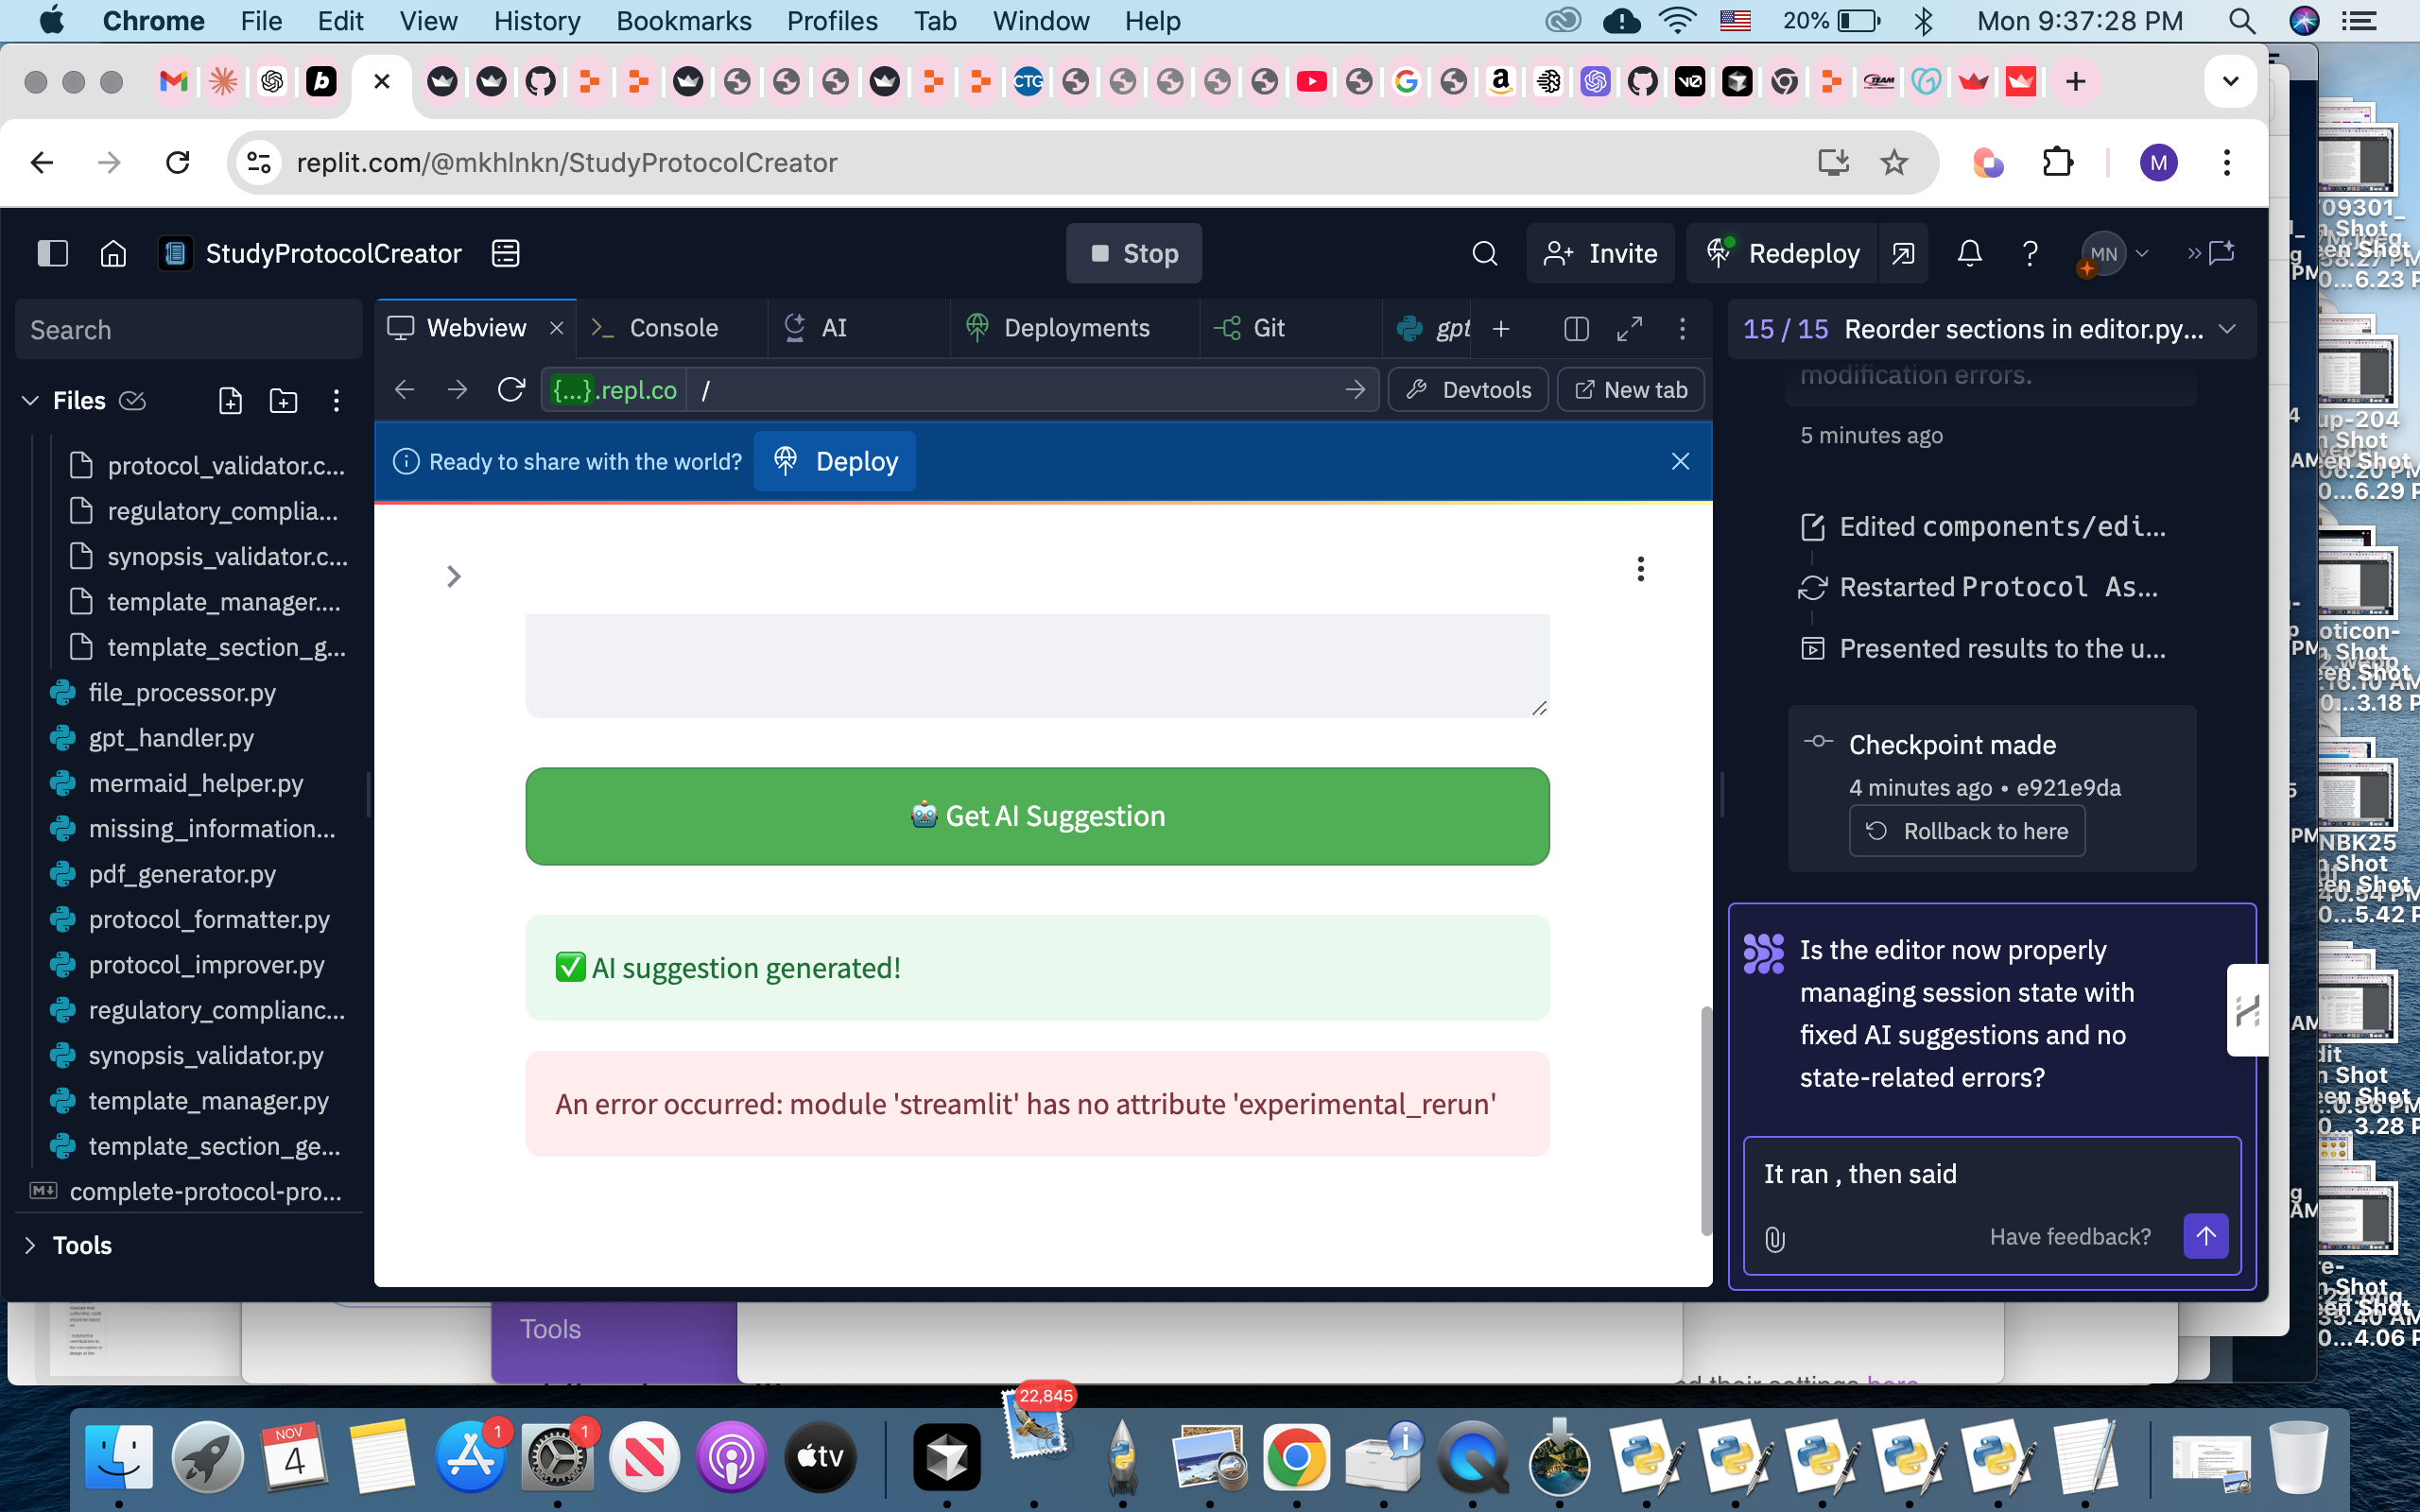 Chrome File Edit View History Bookmarks Profiles Tab Window Help
20% Mon 9:37:28 PM
replit.com/@mkhlnkn/StudyProtocolCreator
M
StudyProtocolCreator
Stop
Invite
Redeploy
MN
Search
Files
protocol_validator.c...
regulatory_complia...
synopsis_validator.c...
template_manager....
template_section_g...
file_processor.py
gpt_handler.py
mermaid_helper.py
missing_information...
pdf_generator.py
protocol_formatter.py
protocol_improver.py
regulatory_complianc...
synopsis_validator.py
template_manager.py
template_section_ge...
complete-protocol-pro...
Tools
Webview Console AI Deployments Git gpt
{...}.repl.co /
Devtools New tab
Ready to share with the world? Deploy
🤖 Get AI Suggestion
✅ AI suggestion generated!
An error occurred: module 'streamlit' has no attribute 'experimental_rerun'
15 / 15 Reorder sections in editor.py...
modification errors.
5 minutes ago
Edited components/edi...
Restarted Protocol As...
Presented results to the u...
Checkpoint made
4 minutes ago • e921e9da
Rollback to here
Is the editor now properly
managing session state with
fixed AI suggestions and no
state-related errors?
It ran , then said
Have feedback?
Tools
22,845
NOV
4
1
1
tv